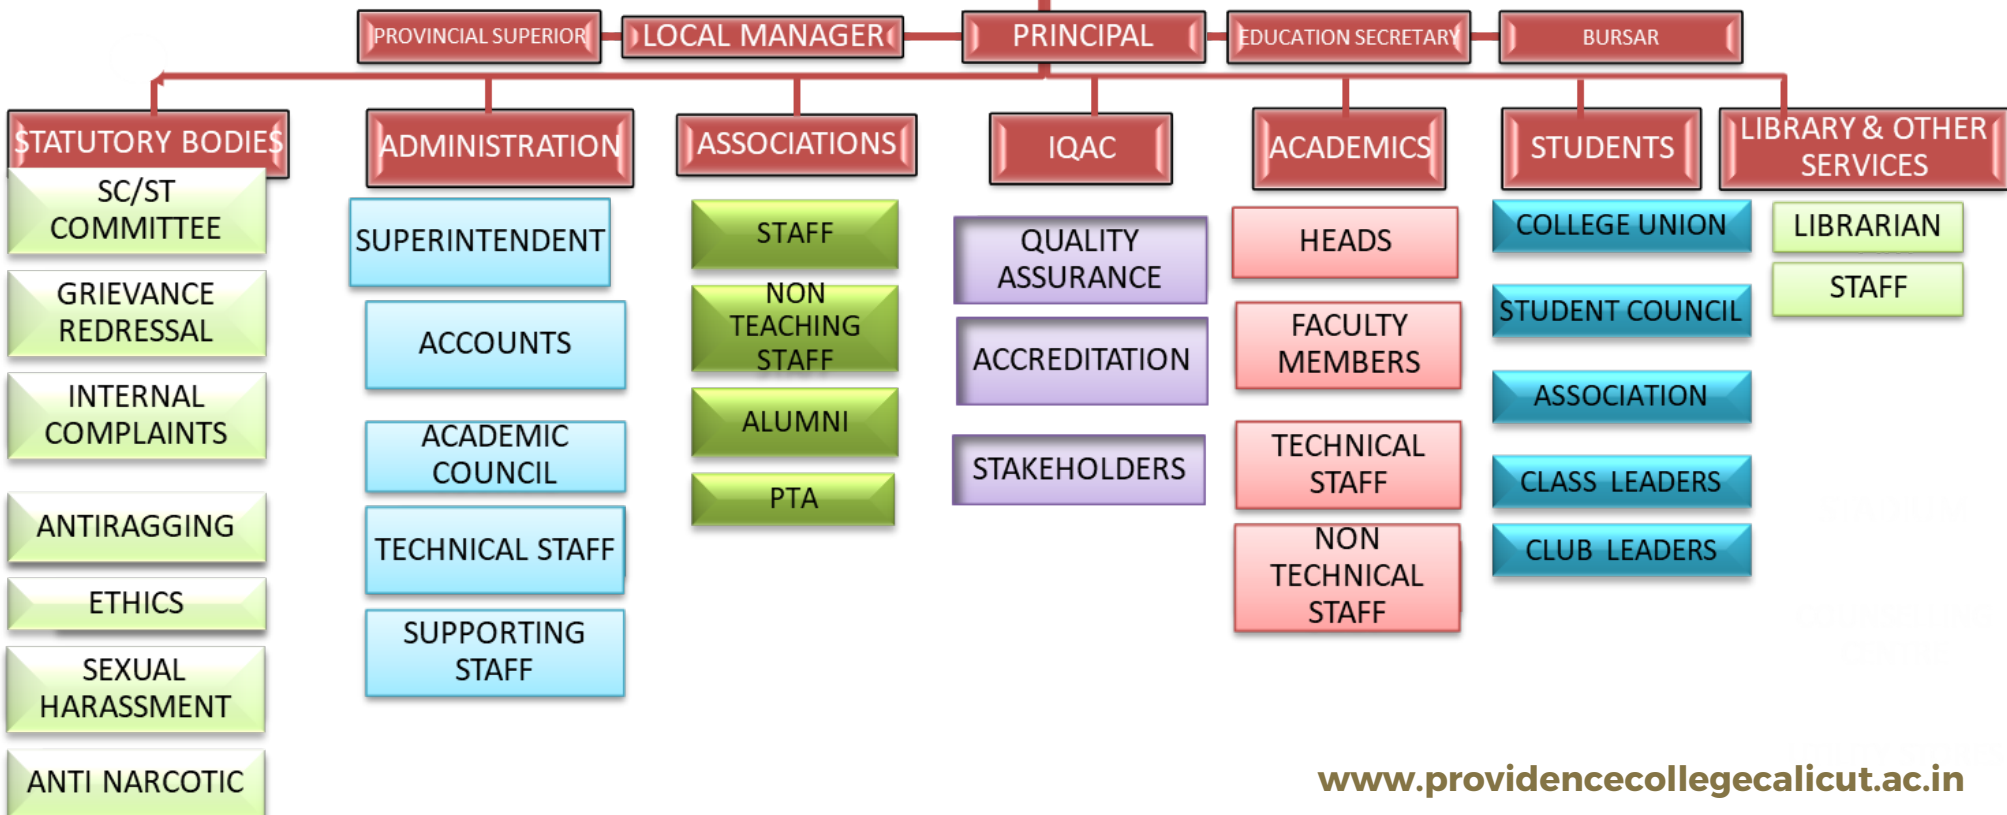 PROVINCIAL SUPERIOR
LOCAL MANAGER
PRINCIPAL
EDUCATION SECRETARY
BURSAR
STATUTORY BODIES
SC/ST
COMMITTEE
GRIEVANCE
REDRESSAL
INTERNAL
COMPLAINTS
ANTIRAGGING
ETHICS
SEXUAL
HARASSMENT
ANTI NARCOTIC
ADMINISTRATION
SUPERINTENDENT
ACCOUNTS
ACADEMIC
COUNCIL
TECHNICAL STAFF
SUPPORTING
STAFF
ASSOCIATIONS
STAFF
NON
TEACHING
STAFF
ALUMNI
PTA
IQAC
QUALITY
ASSURANCE
ACCREDITATION
STAKEHOLDERS
ACADEMICS
HEADS
FACULTY
MEMBERS
TECHNICAL
STAFF
NON
TECHNICAL
STAFF
STUDENTS
COLLEGE UNION
STUDENT COUNCIL
ASSOCIATION
CLASS LEADERS
CLUB LEADERS
LIBRARY & OTHER
SERVICES
LIBRARIAN
STAFF
www.providencecollegecalicut.ac.in